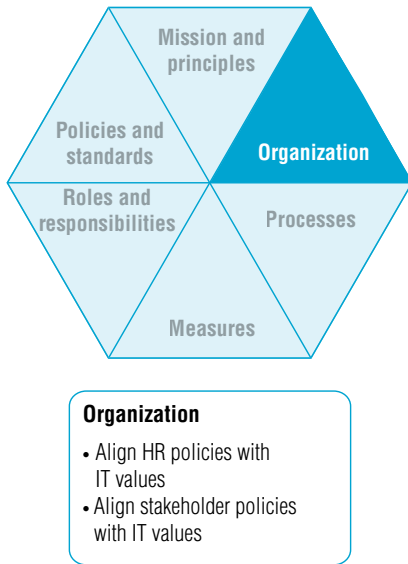 Mission and
principles
Policies and
standards
Organization
Roles and
responsibilities
Processes
Measures
Organization
• Align HR policies with
IT values
• Align stakeholder policies
with IT values